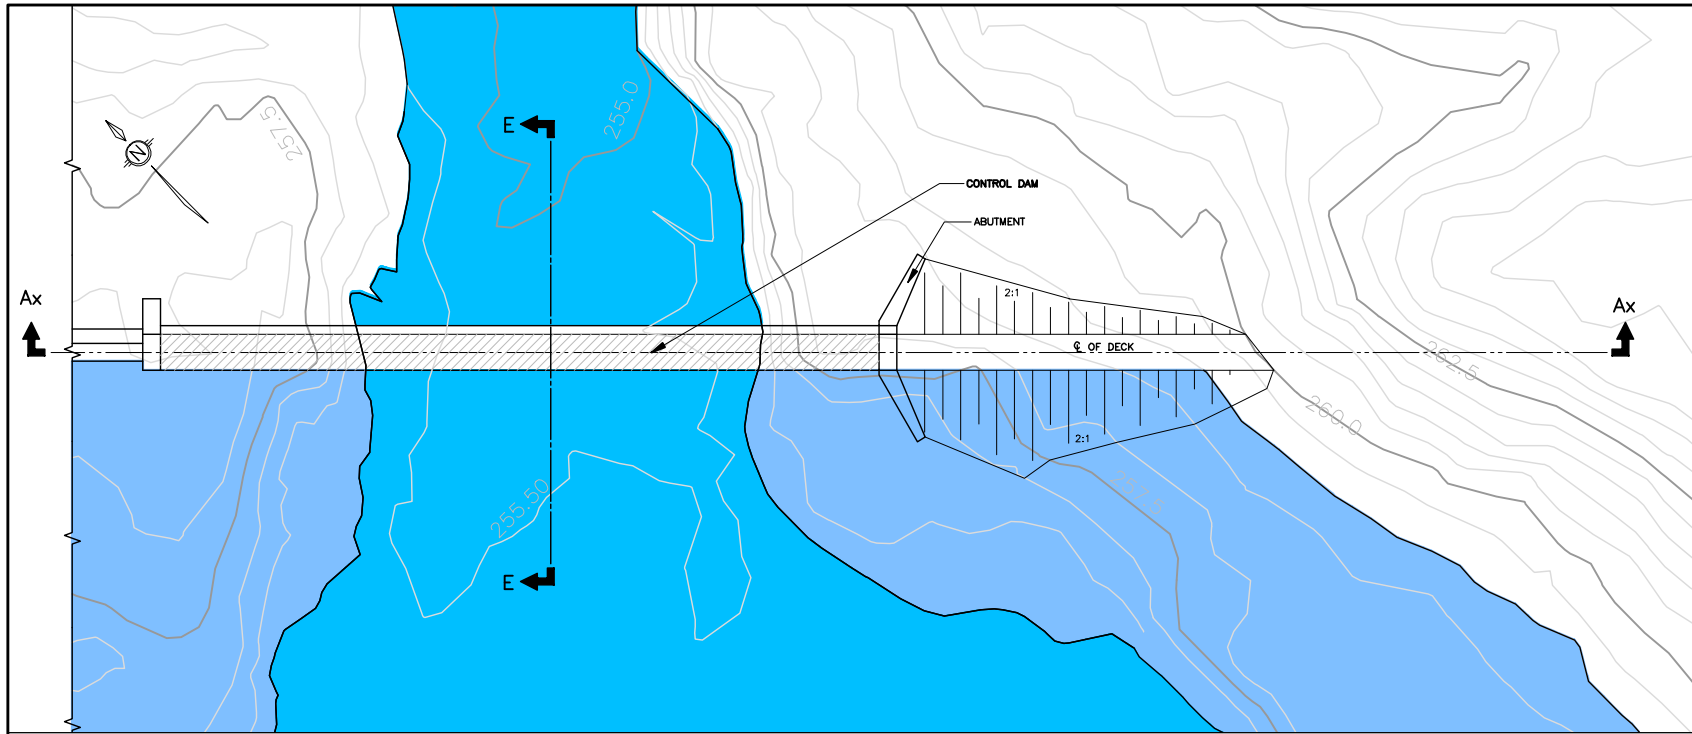 257.5
255.0
E
N
CONTROL DAM
ABUTMENT
Ax
2:1
Ax
℄ OF DECK
262.5
260.0
2:1
257.5
255.50
E